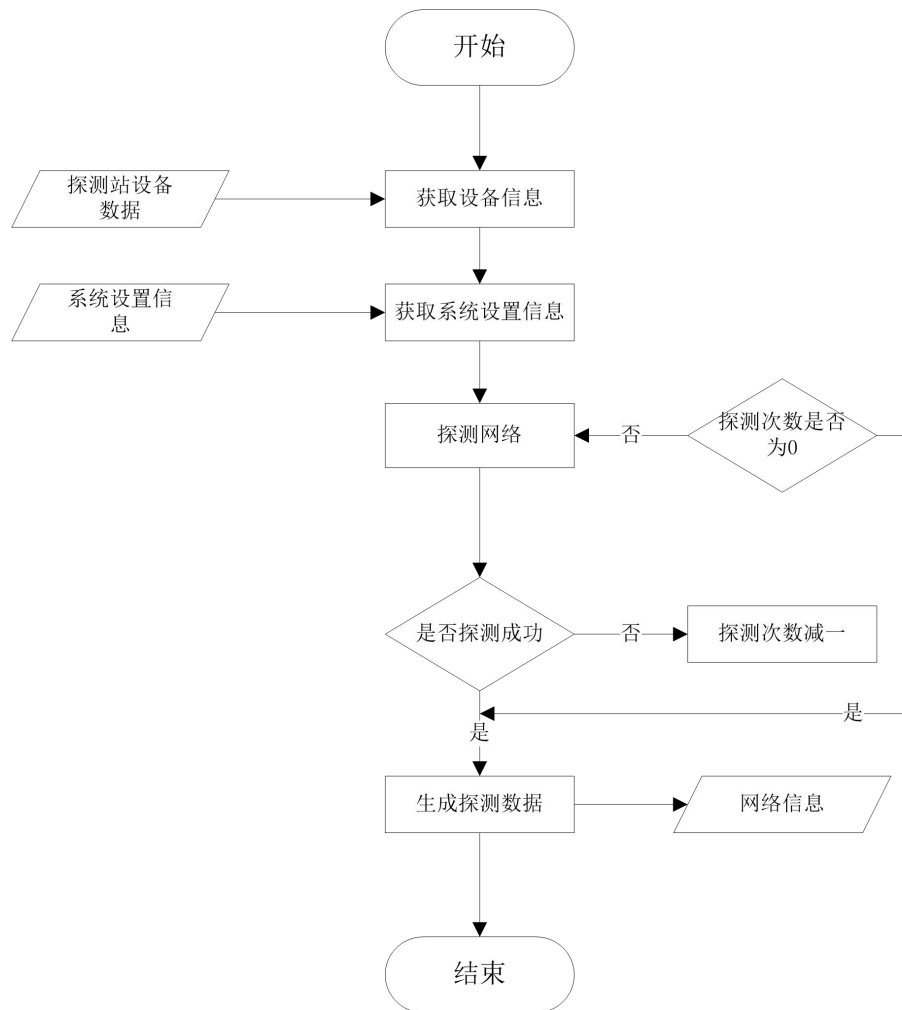 开始
探测站设备
数据
获取设备信息
系统设置信
息
获取系统设置信息
探测网络
否
探测次数是否
为0
是否探测成功
否
探测次数减一
是
是
生成探测数据
网络信息
结束